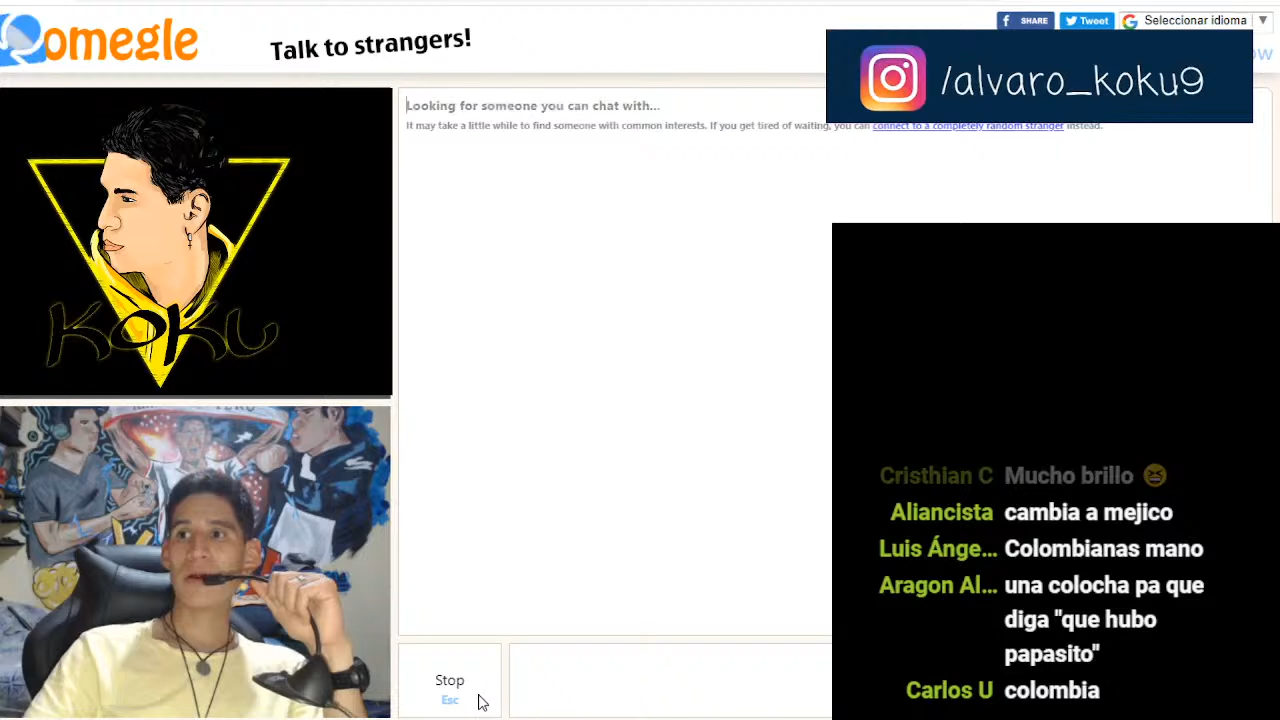 omegle
Talk to strangers!
SHARE
Tweet
Seleccionar idioma
/alvaro_koku9
Looking for someone you can chat with...
It may take a little while to find someone with common interests. If you get tired of waiting, you can connect to a completely random stranger instead.
KOKU
Cristhian C Mucho brillo 😆
Aliancista cambia a mejico
Luis Ánge... Colombianas mano
Aragon Al... una colocha pa que
diga "que hubo
papasito"
Carlos U colombia
Stop
Esc